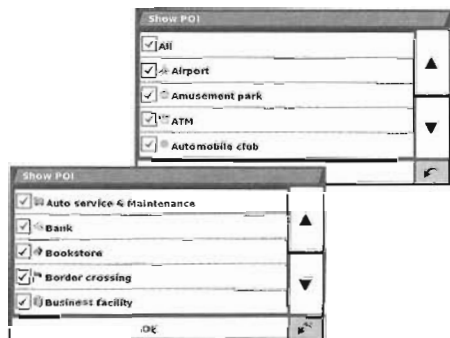 Show POI
All
Airport
Amusement park
ATM
Automobile club
Show POI
Auto service & Maintenance
Bank
Bookstore
Border crossing
Business facility
OK